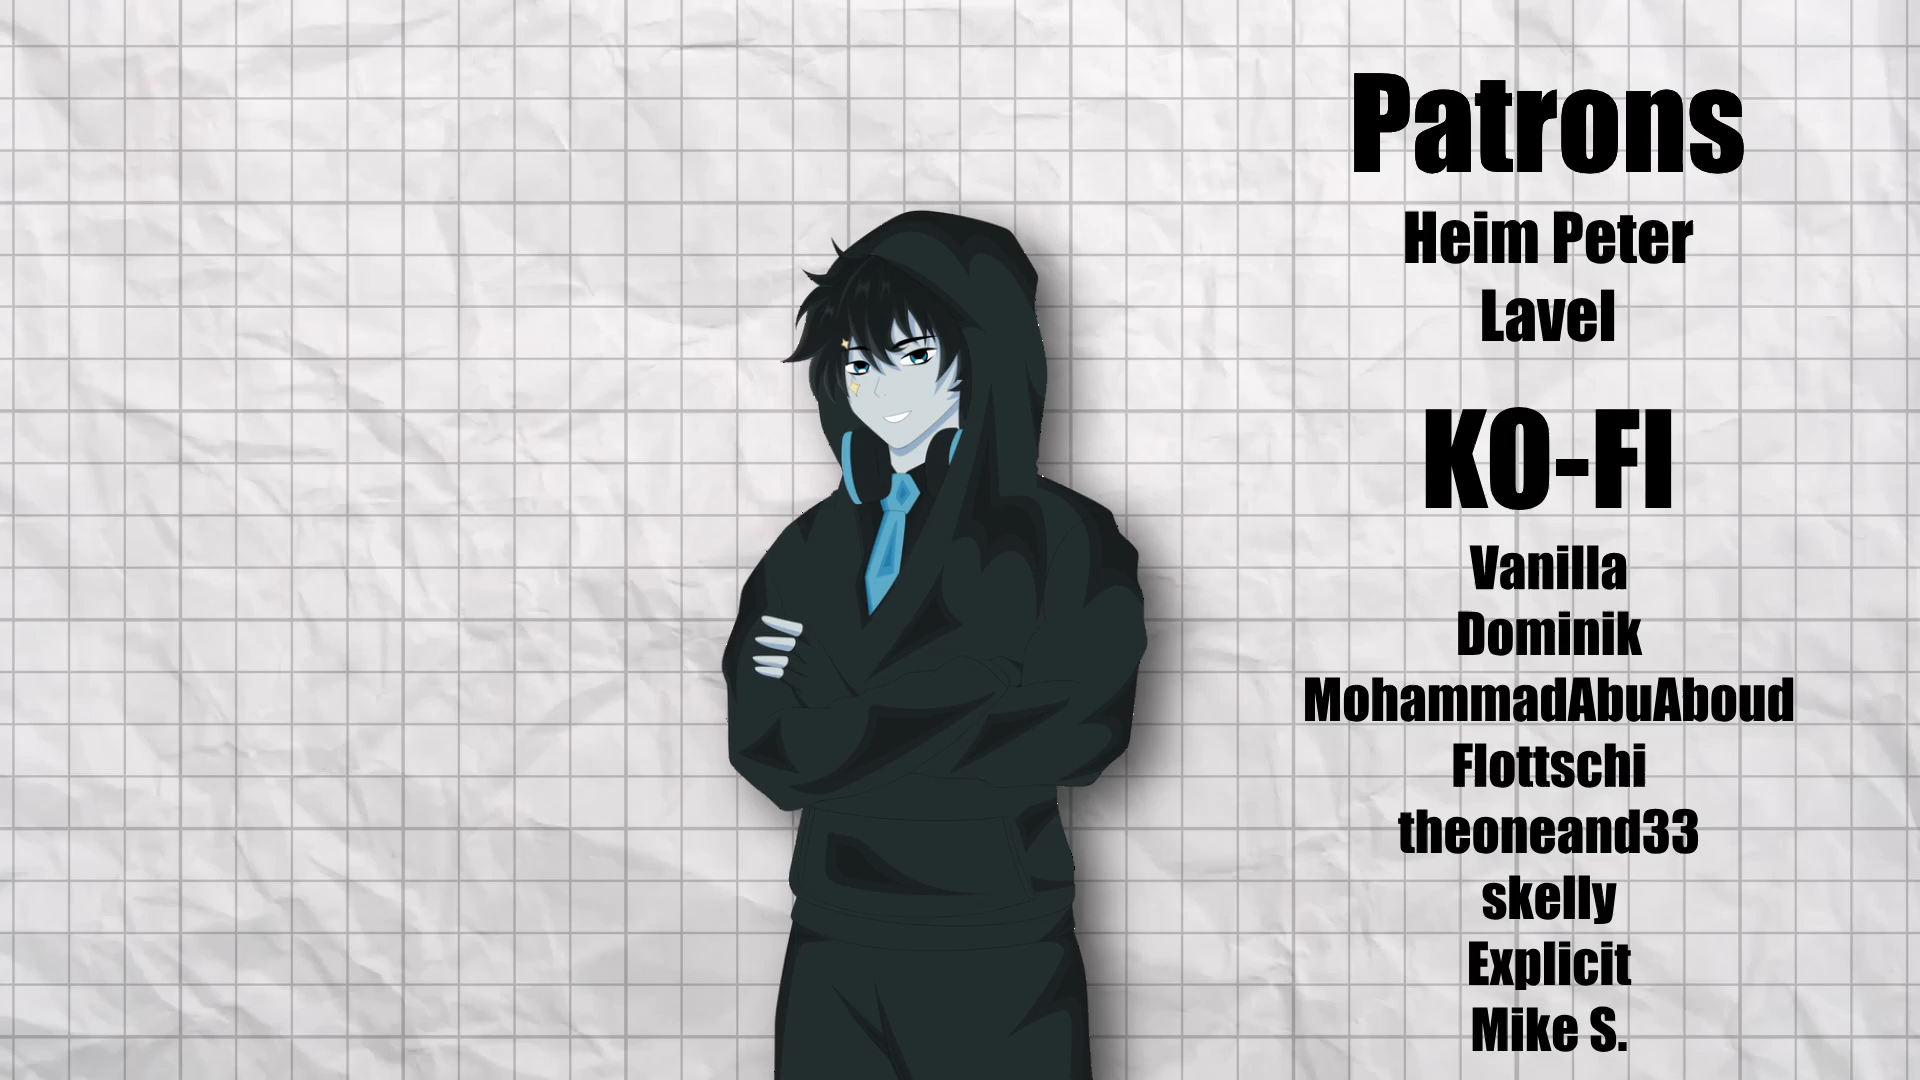 Patrons
Heim Peter
Lavel
KO-FI
Vanilla
Dominik
MohammadAbuAboud
Flottschi
theoneand33
skelly
Explicit
Mike S.